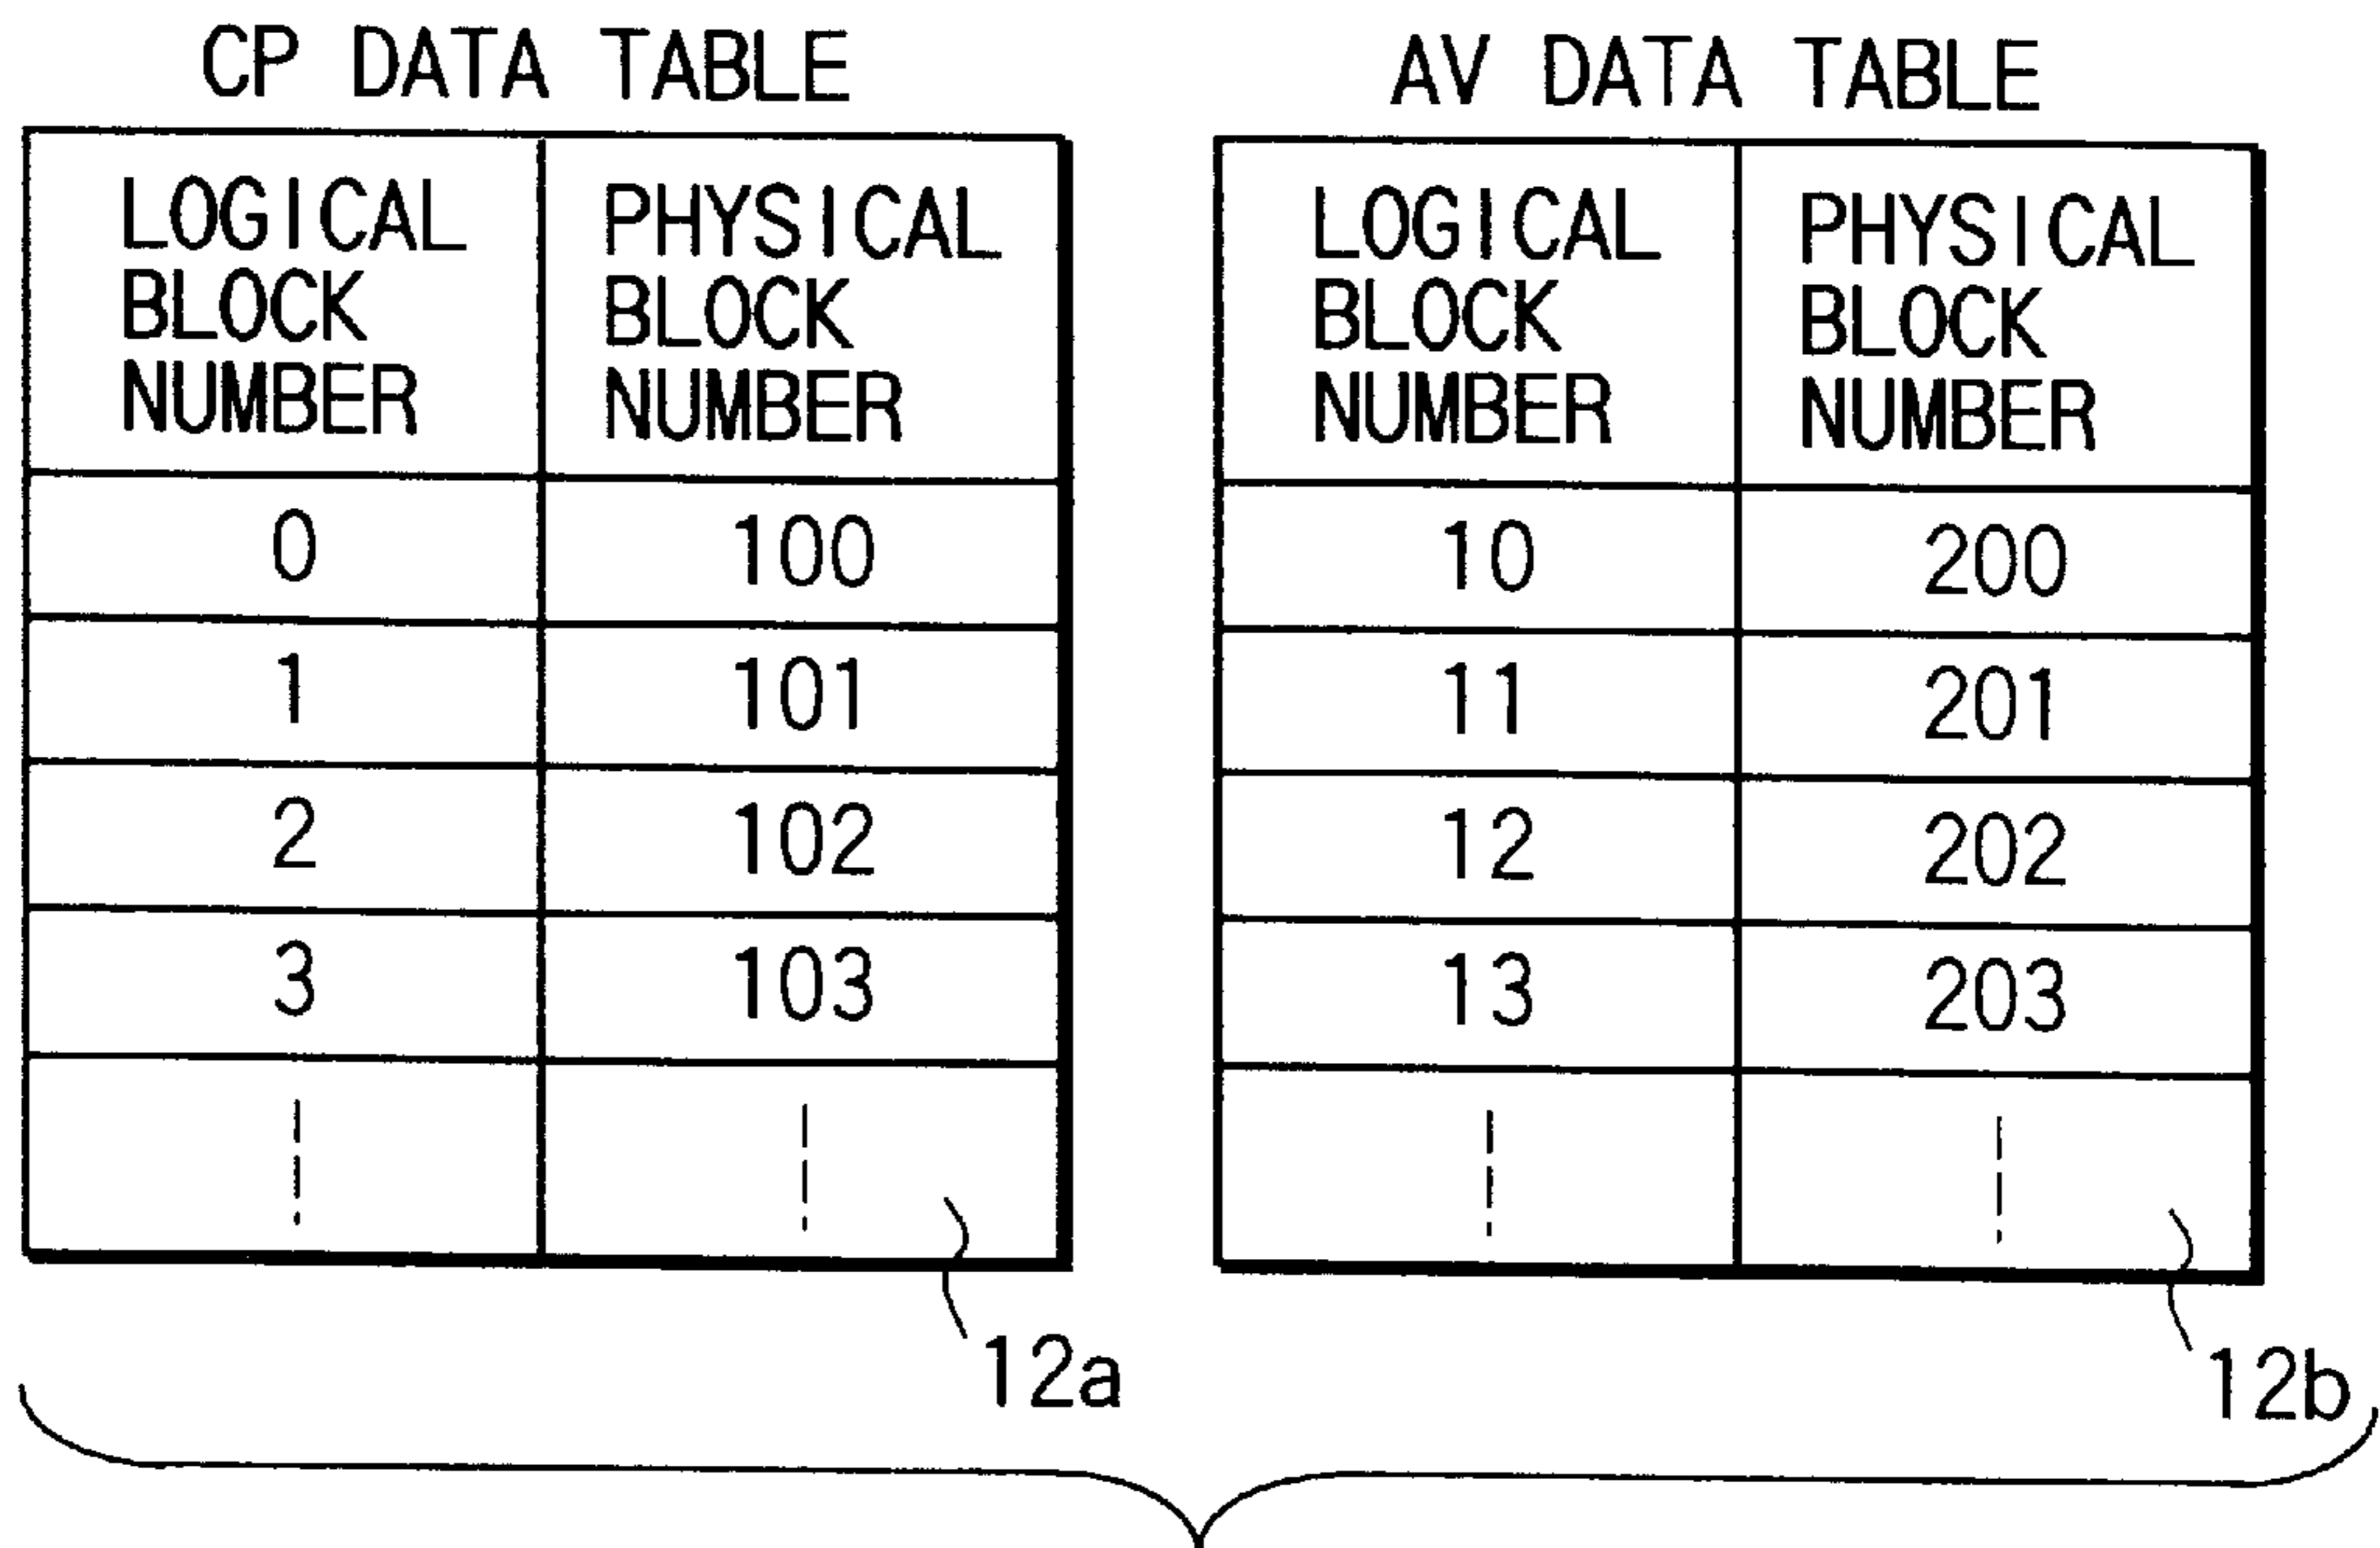 CP DATA TABLE
LOGICAL
BLOCK
NUMBER
PHYSICAL
BLOCK
NUMBER
0 100
1 101
2 102
3 103
12a
AV DATA TABLE
LOGICAL
BLOCK
NUMBER
PHYSICAL
BLOCK
NUMBER
10 200
11 201
12 202
13 203
12b